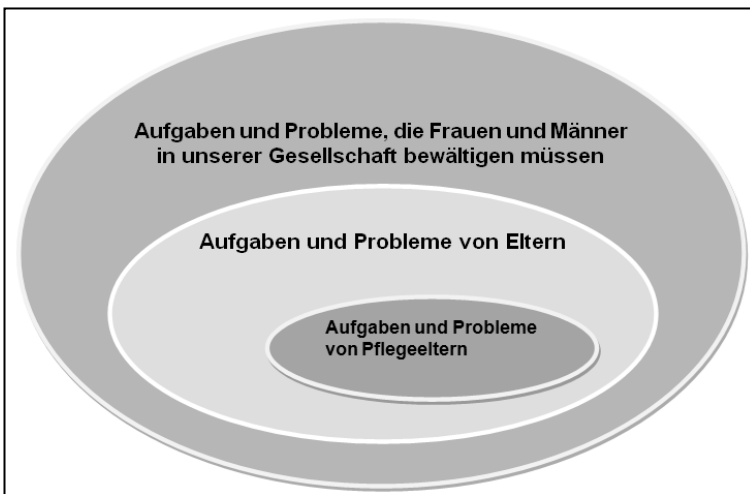 Aufgaben und Probleme, die Frauen und Männer
in unserer Gesellschaft bewältigen müssen
Aufgaben und Probleme von Eltern
Aufgaben und Probleme
von Pflegeeltern